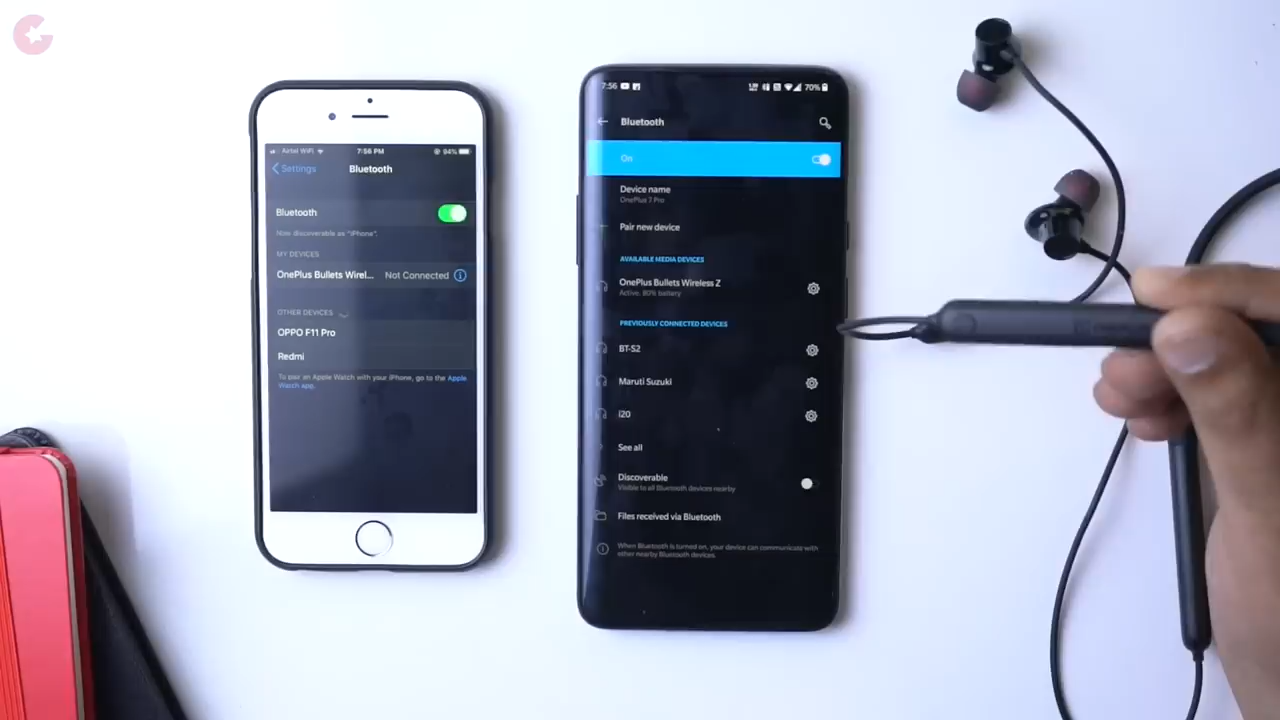 Airtel WiFi
7:56 PM
94%
Settings
Bluetooth
Bluetooth
Now discoverable as "iPhone".
MY DEVICES
OnePlus Bullets Wirel... Not Connected
OTHER DEVICES
OPPO F11 Pro
Redmi
To pair an Apple Watch with your iPhone, go to the Apple
Watch app.
7:56
70%
Bluetooth
On
Device name
OnePlus 7 Pro
Pair new device
AVAILABLE MEDIA DEVICES
OnePlus Bullets Wireless Z
Active, 80% battery
PREVIOUSLY CONNECTED DEVICES
BT-S2
Maruti Suzuki
i20
See all
Discoverable
Visible to all Bluetooth devices nearby
Files received via Bluetooth
When Bluetooth is turned on, your device can communicate with
other nearby Bluetooth devices.